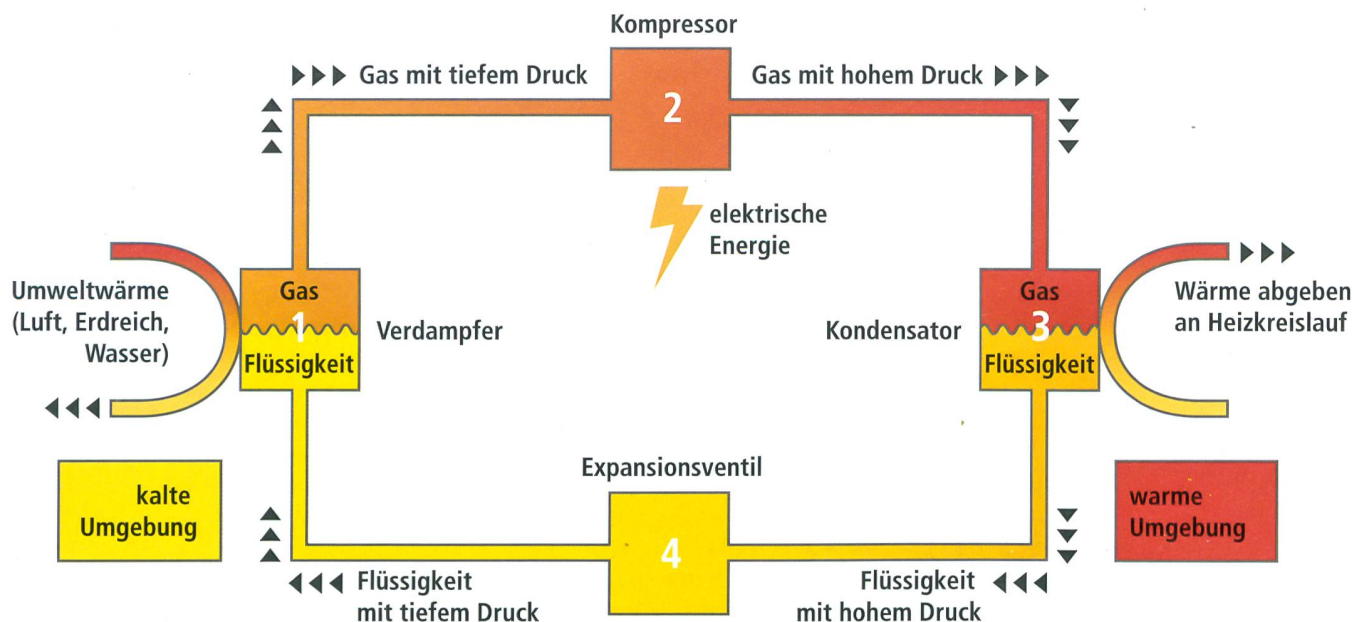 Kompressor
Gas mit tiefem Druck
2
Gas mit hohem Druck
elektrische
Energie
Umweltwärme
(Luft, Erdreich,
Wasser)
Gas
1
Flüssigkeit
Verdampfer
Kondensator
Gas
3
Flüssigkeit
Wärme abgeben
an Heizkreislauf
kalte
Umgebung
Expansionsventil
4
warme
Umgebung
Flüssigkeit
mit tiefem Druck
Flüssigkeit
mit hohem Druck